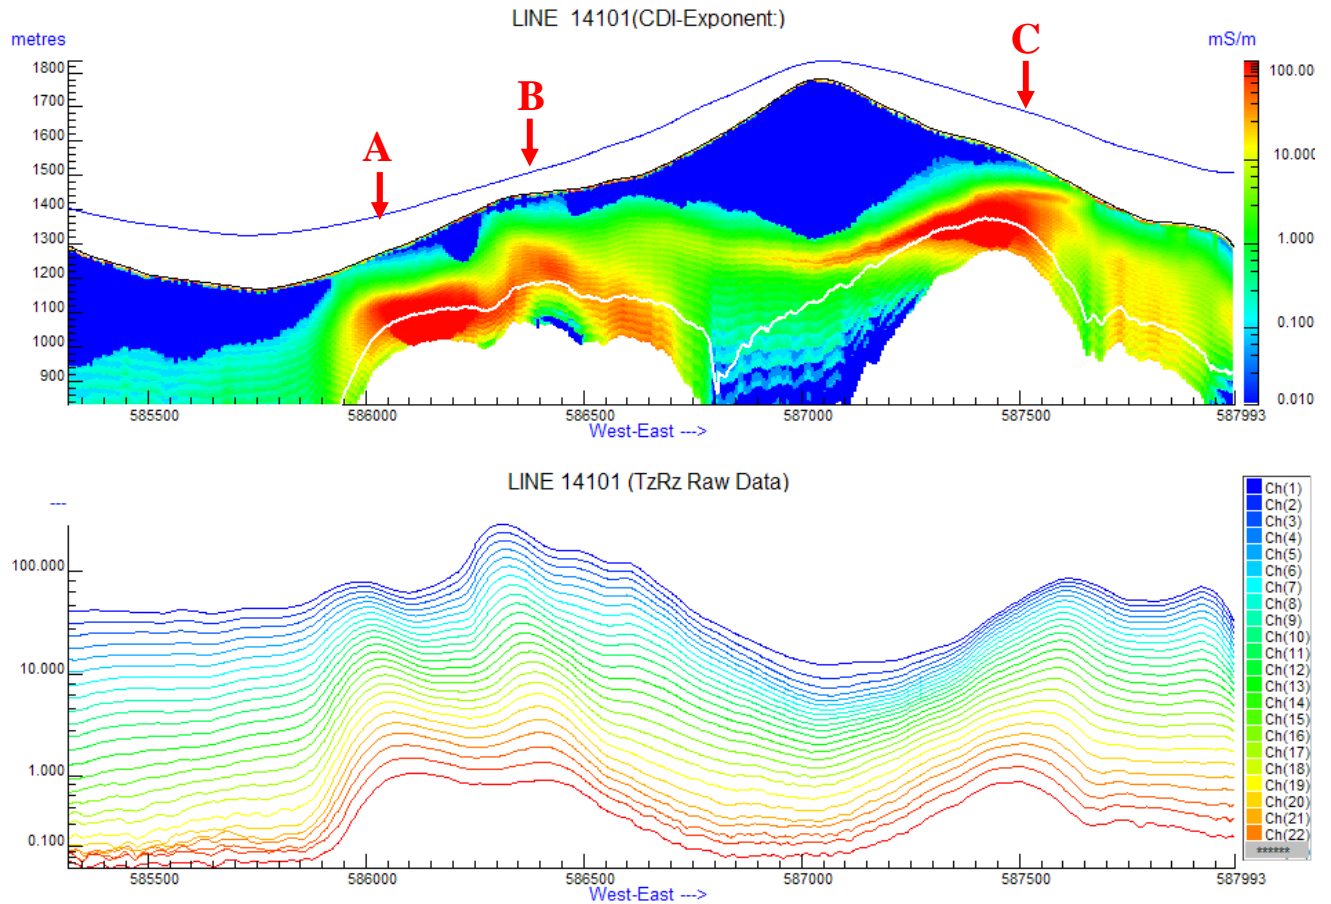 LINE 14101(CDI-Exponent:)
metres
mS/m
A
B
C
1800
1700
1600
1500
1400
1300
1200
1100
1000
900
100.00
10.000
1.000
0.100
0.010
585500
586000
586500
587000
587500
587993
West-East --->
LINE 14101 (TzRz Raw Data)
---
100.000
10.000
1.000
0.100
585500
586000
586500
587000
587500
587993
West-East --->
Ch(1)
Ch(2)
Ch(3)
Ch(4)
Ch(5)
Ch(6)
Ch(7)
Ch(8)
Ch(9)
Ch(10)
Ch(11)
Ch(12)
Ch(13)
Ch(14)
Ch(15)
Ch(16)
Ch(17)
Ch(18)
Ch(19)
Ch(20)
Ch(21)
Ch(22)
******